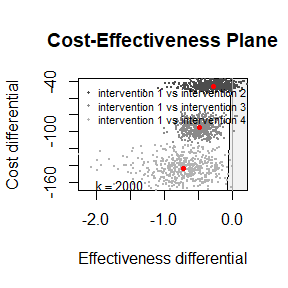 Cost-Effectiveness Plane
Cost differential
-40
-100
-160
intervention 1 vs intervention 2
intervention 1 vs intervention 3
intervention 1 vs intervention 4
k = 2000
-2.0
-1.0
0.0
Effectiveness differential